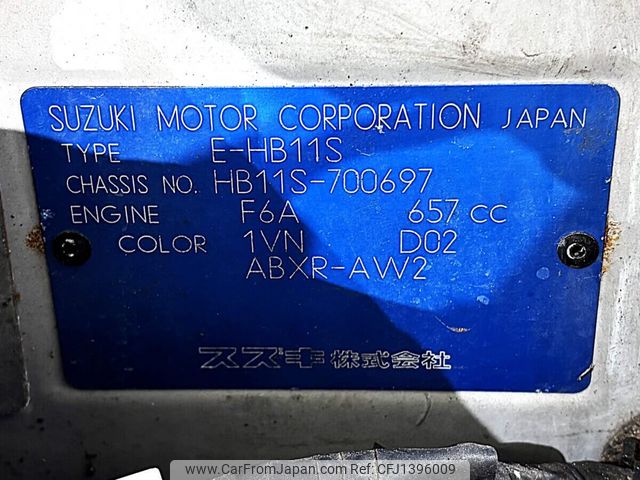 SUZUKI MOTOR CORPORATION JAPAN
TYPE E-HB11S
CHASSIS NO. HB11S-700697
ENGINE F6A 657 CC
COLOR 1VN D02
ABXR-AW2
スズキ株式会社
www.CarFromJapan.com - CFJ1396009